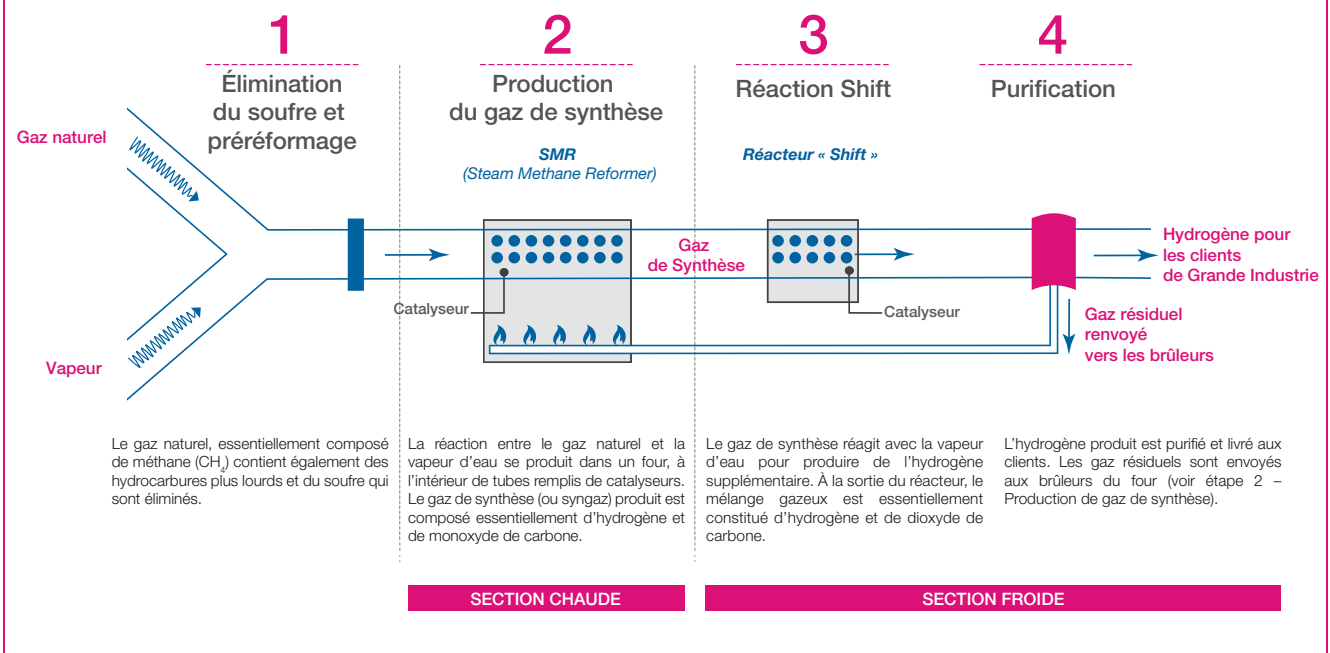 1
Élimination
du soufre et
préréformage
2
Production
du gaz de synthèse
SMR
(Steam Methane Reformer)
3
Réaction Shift
Réacteur « Shift »
4
Purification
Gaz naturel
Vapeur
Catalyseur
Gaz
de Synthèse
Catalyseur
Hydrogène pour
les clients
de Grande Industrie
Gaz résiduel
renvoyé
vers les brûleurs
Le gaz naturel, essentiellement composé
de méthane (CH₄) contient également des
hydrocarbures plus lourds et du soufre qui
sont éliminés.
La réaction entre le gaz naturel et la
vapeur d'eau se produit dans un four, à
l'intérieur de tubes remplis de catalyseurs.
Le gaz de synthèse (ou syngaz) produit est
composé essentiellement d'hydrogène et
de monoxyde de carbone.
Le gaz de synthèse réagit avec la vapeur
d'eau pour produire de l'hydrogène
supplémentaire. À la sortie du réacteur, le
mélange gazeux est essentiellement
constitué d'hydrogène et de dioxyde de
carbone.
L'hydrogène produit est purifié et livré aux
clients. Les gaz résiduels sont envoyés
aux brûleurs du four (voir étape 2 –
Production de gaz de synthèse).
SECTION CHAUDE
SECTION FROIDE